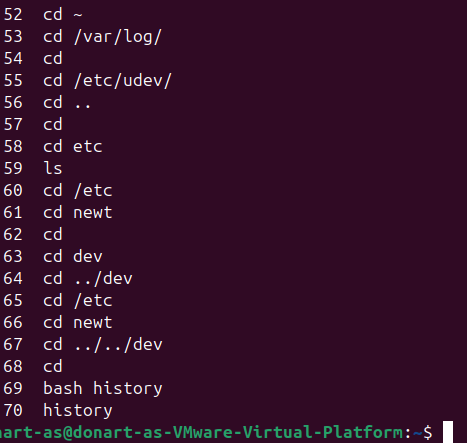 52 cd ~
53 cd /var/log/
54 cd
55 cd /etc/udev/
56 cd ..
57 cd
58 cd etc
59 ls
60 cd /etc
61 cd newt
62 cd
63 cd dev
64 cd ../dev
65 cd /etc
66 cd newt
67 cd ../../dev
68 cd
69 bash history
70 history
nart-as@donart-as-VMware-Virtual-Platform:~$